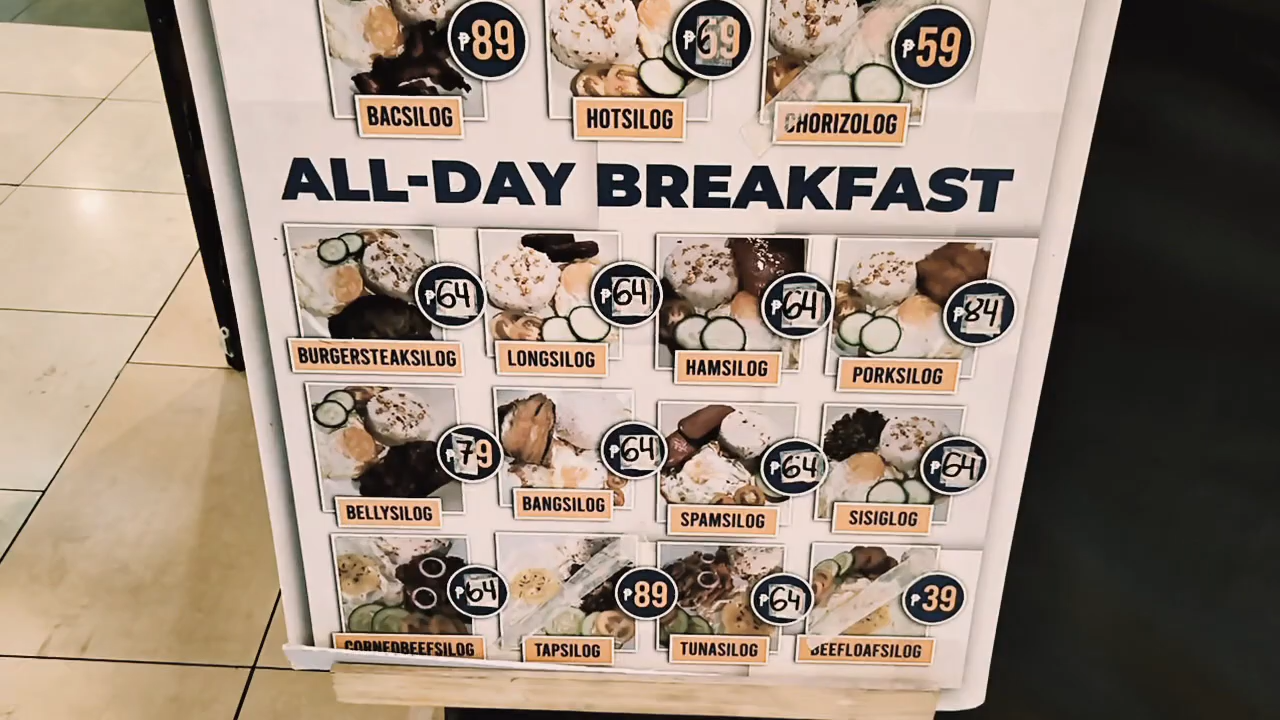 ₱89 ₱69 ₱59
BACSILOG HOTSILOG CHORIZOLOG
ALL-DAY BREAKFAST
₱64 ₱64 ₱64 ₱84
BURGERSTEAKSILOG LONGSILOG HAMSILOG PORKSILOG
₱79 ₱64 ₱64 ₱64
BELLYSILOG BANGSILOG SPAMSILOG SISIGLOG
₱64 ₱89 ₱64 ₱39
CORNEDBEEFSILOG TAPSILOG TUNASILOG BEEFLOAFSILOG